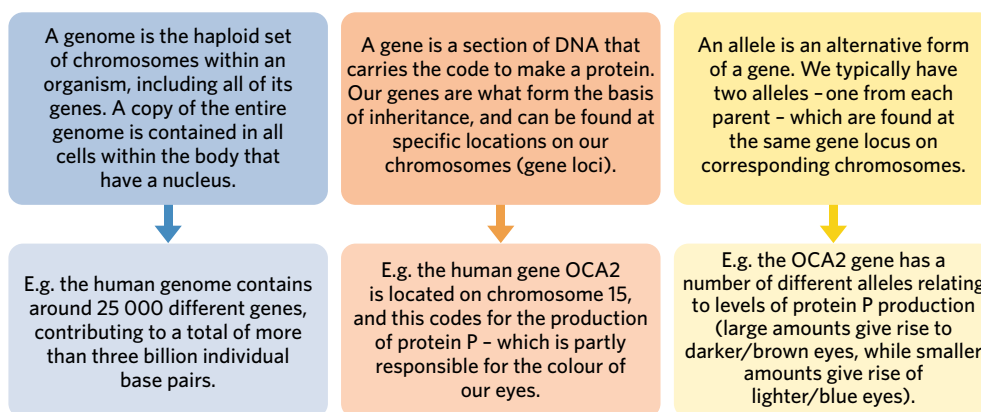 A genome is the haploid set
of chromosomes within an
organism, including all of its
genes. A copy of the entire
genome is contained in all
cells within the body that
have a nucleus.
A gene is a section of DNA that
carries the code to make a protein.
Our genes are what form the basis
of inheritance, and can be found at
specific locations on our
chromosomes (gene loci).
An allele is an alternative form
of a gene. We typically have
two alleles – one from each
parent – which are found at
the same gene locus on
corresponding chromosomes.
E.g. the human genome contains
around 25 000 different genes,
contributing to a total of more
than three billion individual
base pairs.
E.g. the human gene OCA2
is located on chromosome 15,
and this codes for the production
of protein P – which is partly
responsible for the colour of
our eyes.
E.g. the OCA2 gene has a
number of different alleles relating
to levels of protein P production
(large amounts give rise to
darker/brown eyes, while smaller
amounts give rise of
lighter/blue eyes).